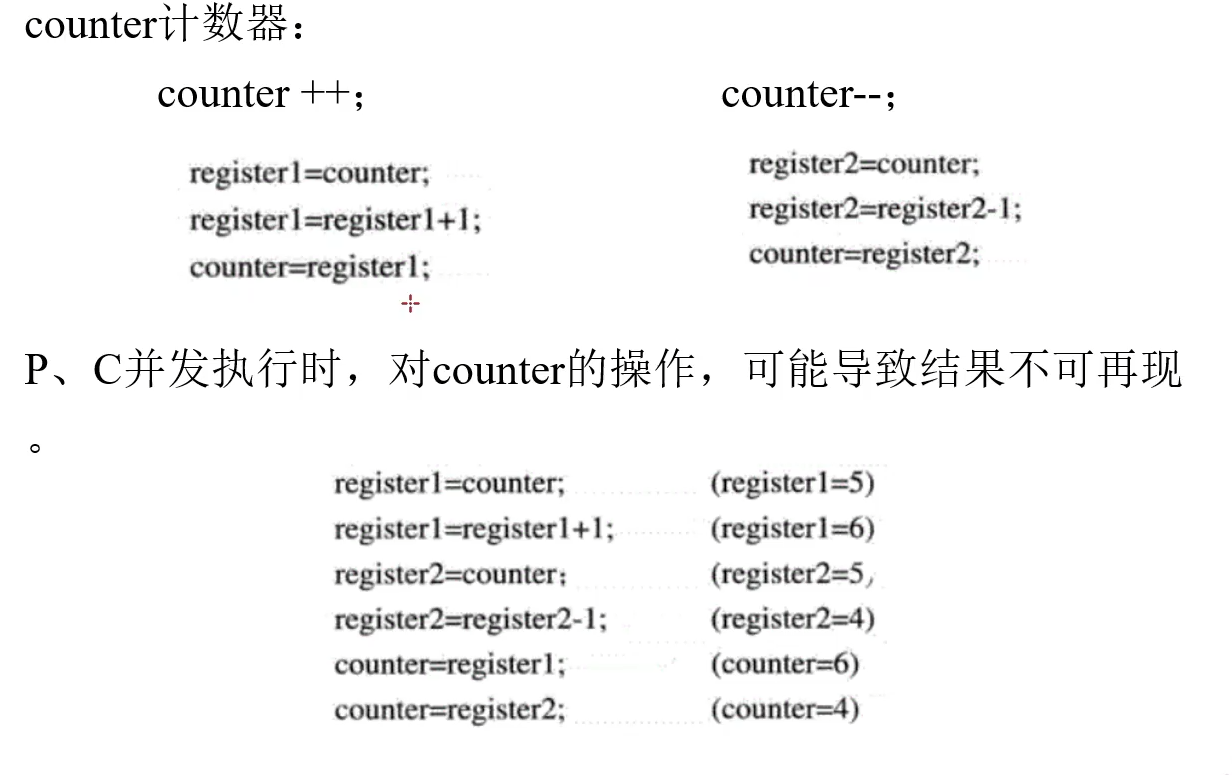 counter计数器：
counter ++； counter--；
register1=counter; register2=counter;
register1=register1+1; register2=register2-1;
counter=register1; counter=register2;
P、C并发执行时，对counter的操作，可能导致结果不可再现
。
register1=counter; (register1=5)
register1=register1+1; (register1=6)
register2=counter; (register2=5)
register2=register2-1; (register2=4)
counter=register1; (counter=6)
counter=register2; (counter=4)